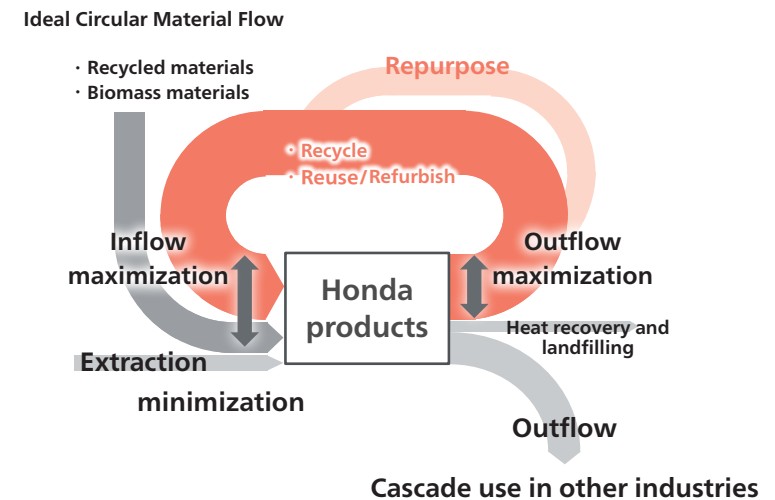 Ideal Circular Material Flow
· Recycled materials
· Biomass materials
Repurpose
· Recycle
· Reuse/Refurbish
Inflow
maximization
Outflow
maximization
Honda
products
Heat recovery and
landfilling
Extraction
minimization
Outflow
Cascade use in other industries